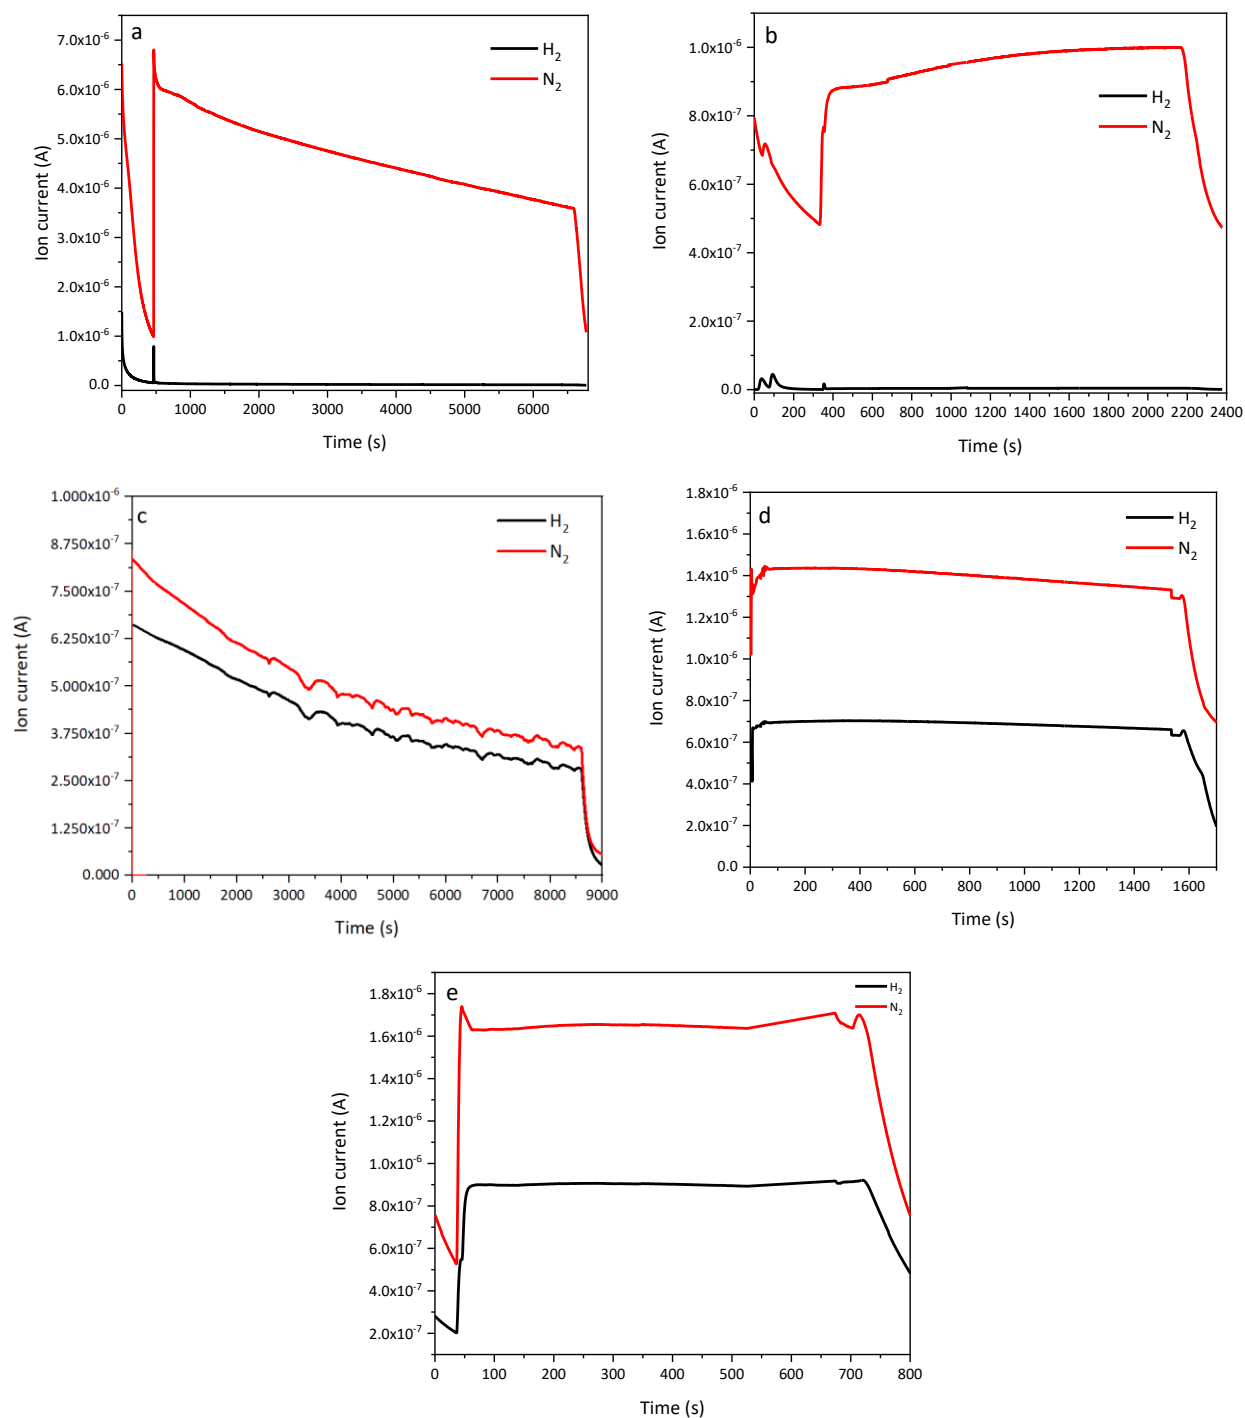 a
H₂
N₂
7.0x10⁻⁶
6.0x10⁻⁶
5.0x10⁻⁶
4.0x10⁻⁶
3.0x10⁻⁶
2.0x10⁻⁶
1.0x10⁻⁶
0.0
Ion current (A)
0 1000 2000 3000 4000 5000 6000
Time (s)
b
H₂
N₂
1.0x10⁻⁶
8.0x10⁻⁷
6.0x10⁻⁷
4.0x10⁻⁷
2.0x10⁻⁷
0.0
Ion current (A)
0 200 400 600 800 1000 1200 1400 1600 1800 2000 2200 2400
Time (s)
c
H₂
N₂
1.000x10⁻⁶
8.750x10⁻⁷
7.500x10⁻⁷
6.250x10⁻⁷
5.000x10⁻⁷
3.750x10⁻⁷
2.500x10⁻⁷
1.250x10⁻⁷
0.000
Ion current (A)
0 1000 2000 3000 4000 5000 6000 7000 8000 9000
Time (s)
d
H₂
N₂
1.8x10⁻⁶
1.6x10⁻⁶
1.4x10⁻⁶
1.2x10⁻⁶
1.0x10⁻⁶
8.0x10⁻⁷
6.0x10⁻⁷
4.0x10⁻⁷
2.0x10⁻⁷
0.0
Ion current (A)
0 200 400 600 800 1000 1200 1400 1600
Time (s)
e
H₂
N₂
1.8x10⁻⁶
1.6x10⁻⁶
1.4x10⁻⁶
1.2x10⁻⁶
1.0x10⁻⁶
8.0x10⁻⁷
6.0x10⁻⁷
4.0x10⁻⁷
2.0x10⁻⁷
Ion current (A)
0 100 200 300 400 500 600 700 800
Time (s)